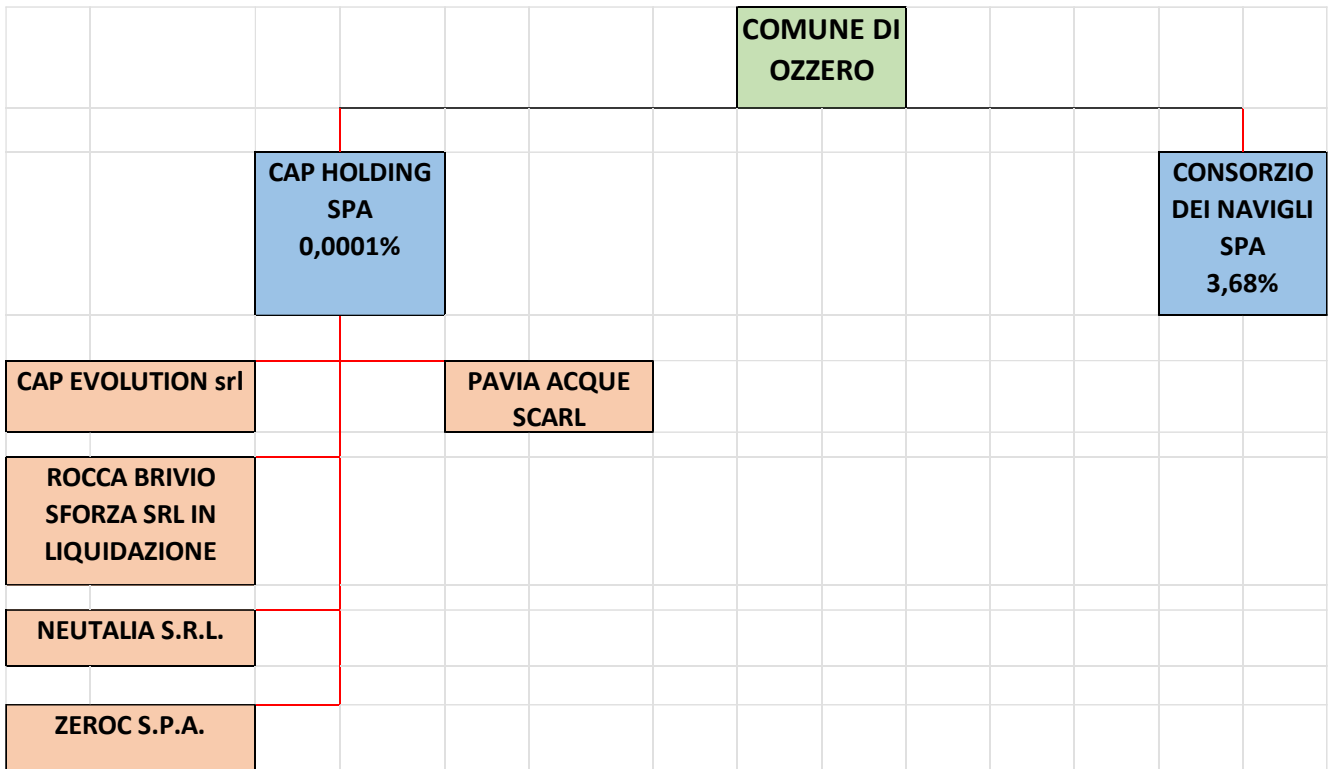 COMUNE DI
OZZERO
CAP HOLDING
SPA
0,0001%
CONSORZIO
DEI NAVIGLI
SPA
3,68%
CAP EVOLUTION srl
PAVIA ACQUE
SCARL
ROCCA BRIVIO
SFORZA SRL IN
LIQUIDAZIONE
NEUTALIA S.R.L.
ZEROC S.P.A.